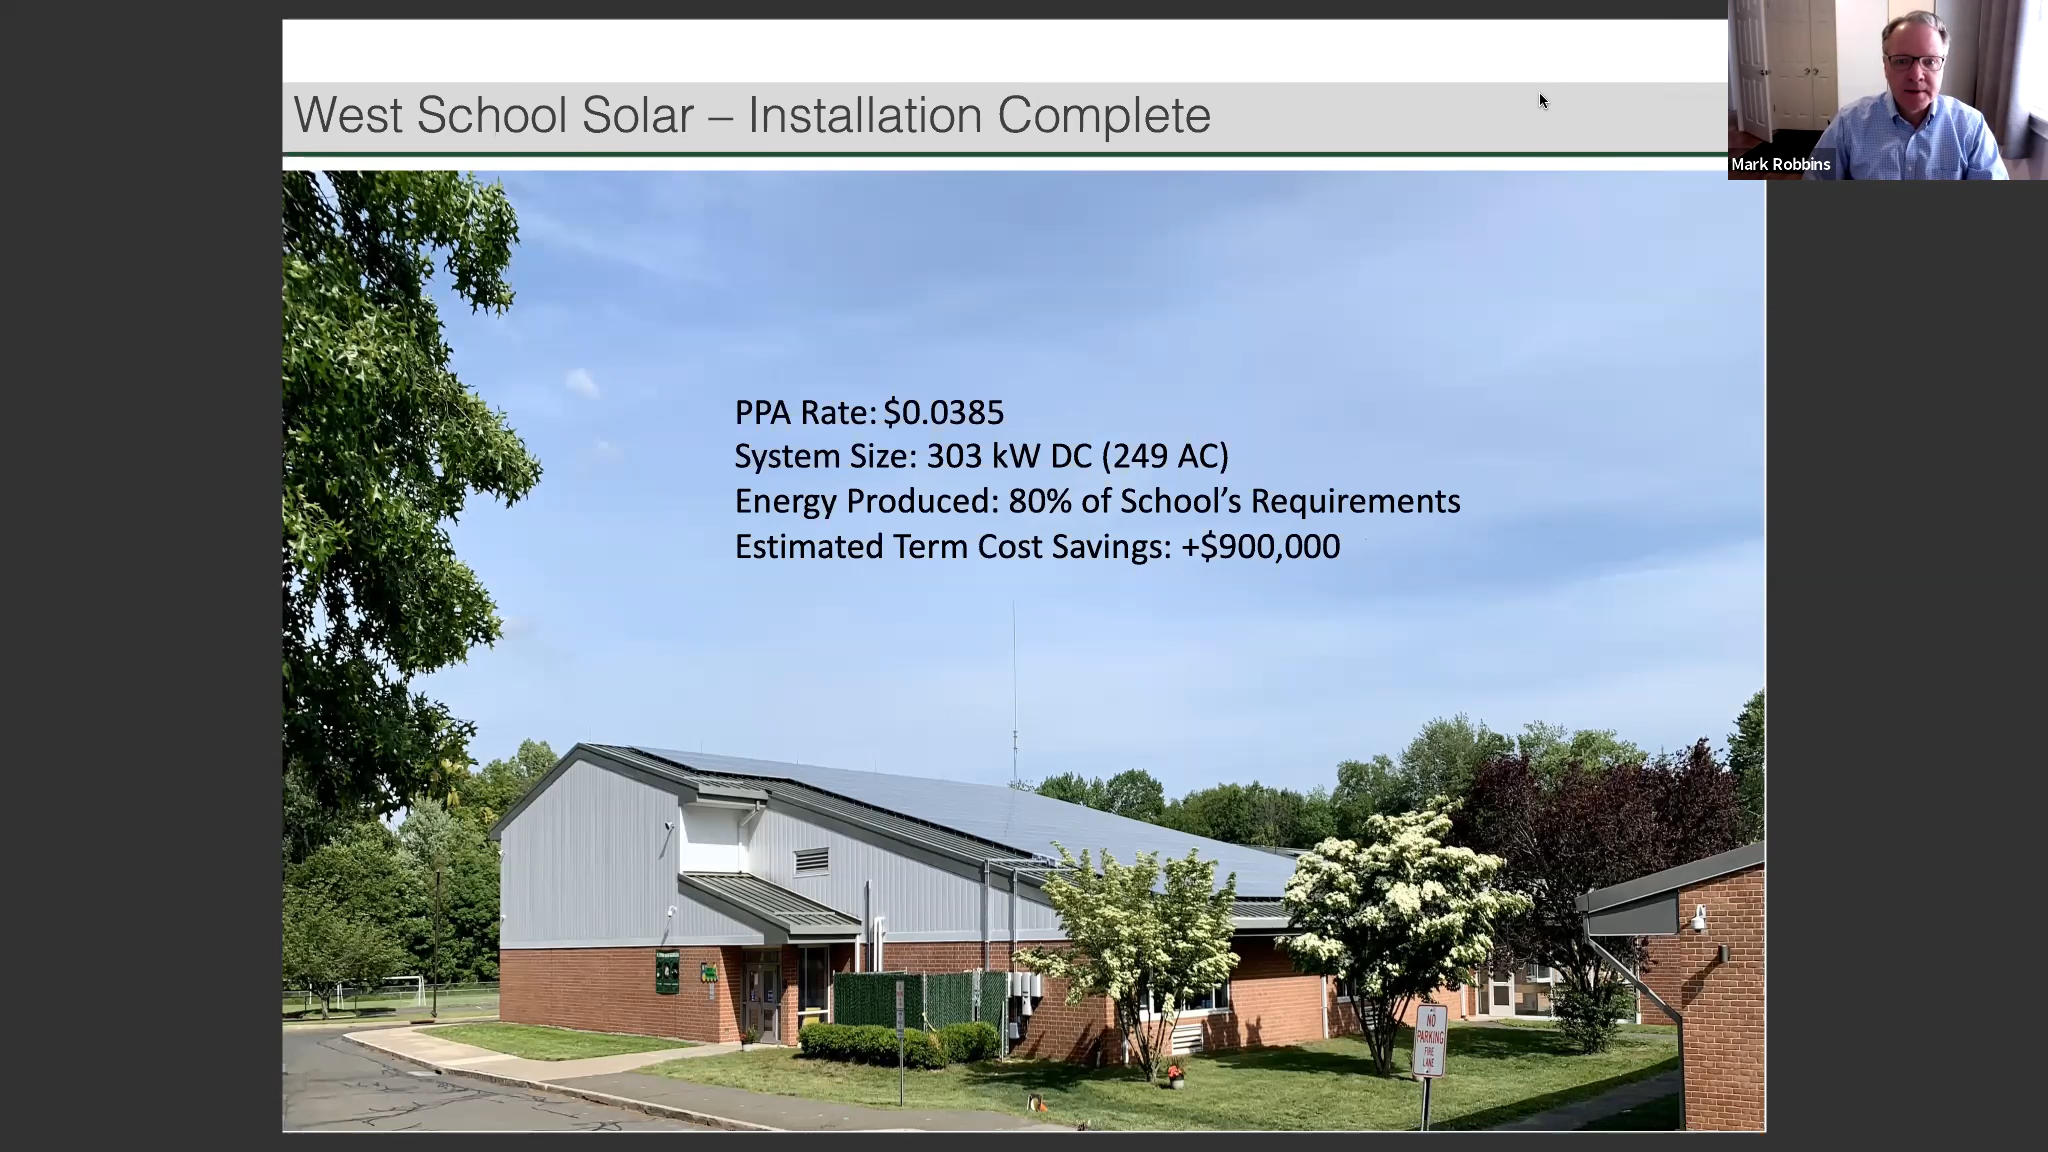 West School Solar – Installation Complete
Mark Robbins
PPA Rate: $0.0385
System Size: 303 kW DC (249 AC)
Energy Produced: 80% of School’s Requirements
Estimated Term Cost Savings: +$900,000
NO
PARKING
FIRE
LANE